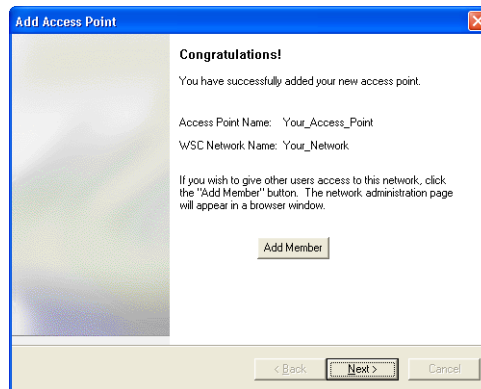 Add Access Point
Congratulations!
You have successfully added your new access point.
Access Point Name: Your_Access_Point
WSC Network Name: Your_Network
If you wish to give other users access to this network, click
the "Add Member" button. The network administration page
will appear in a browser window.
Add Member
< Back Next > Cancel